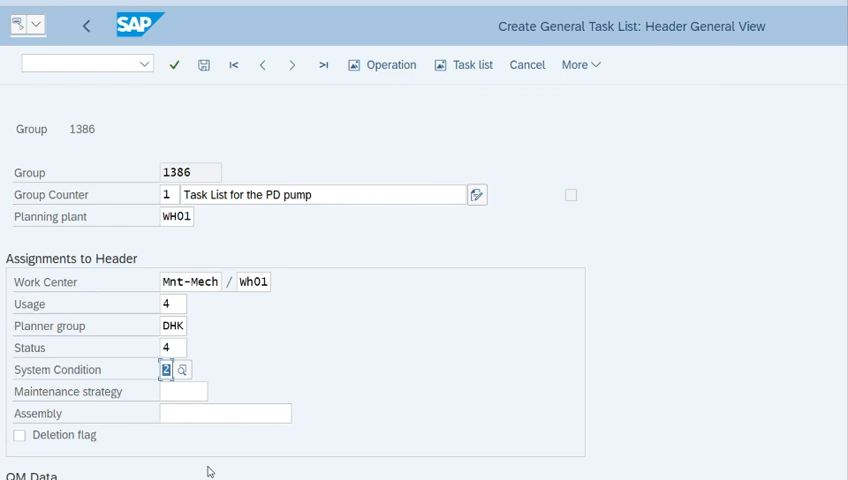 SAP Create General Task List: Header General View
Operation Task list Cancel More
Group 1386
Group 1386
Group Counter 1 Task List for the PD pump
Planning plant WH01
Assignments to Header
Work Center Mnt-Mech / Wh01
Usage 4
Planner group DHK
Status 4
System Condition 2
Maintenance strategy
Assembly
Deletion flag
QM Data